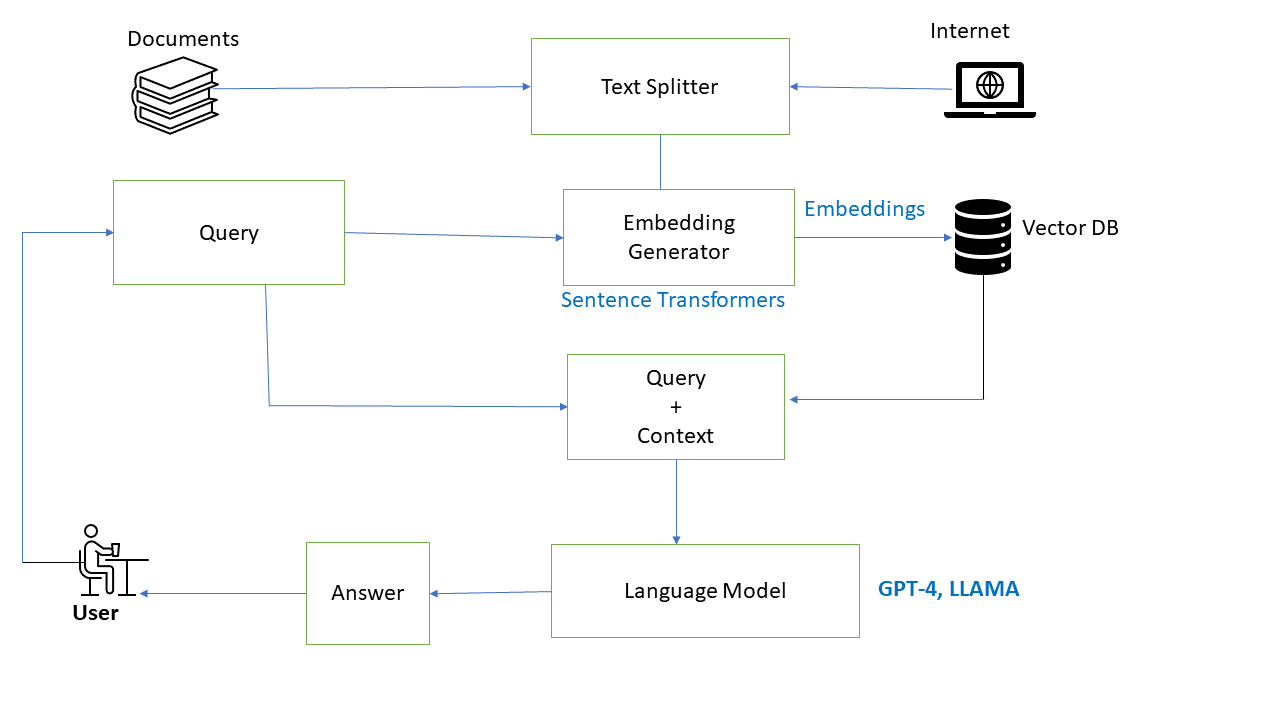 Documents
Internet
Text Splitter
Query
Embedding
Generator
Embeddings
Vector DB
Sentence Transformers
Query
+
Context
User
Answer
Language Model
GPT-4, LLAMA